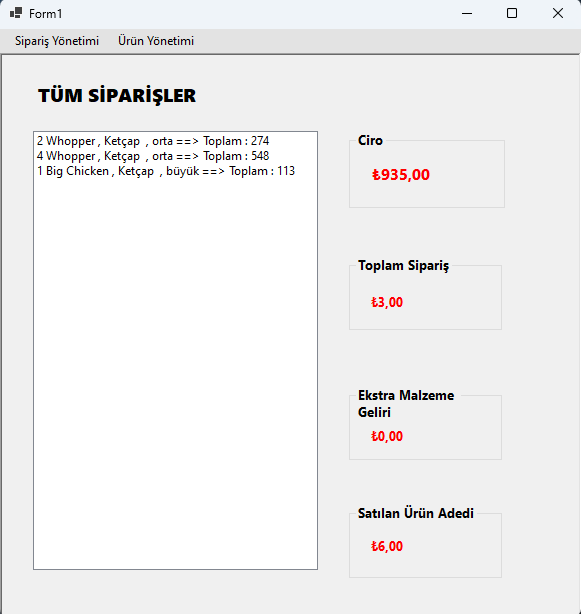 Form1
Sipariş Yönetimi Ürün Yönetimi
TÜM SİPARİŞLER
2 Whopper , Ketçap , orta ==> Toplam : 274
4 Whopper , Ketçap , orta ==> Toplam : 548
1 Big Chicken , Ketçap , büyük ==> Toplam : 113
Ciro
₺935,00
Toplam Sipariş
₺3,00
Ekstra Malzeme
Geliri
₺0,00
Satılan Ürün Adedi
₺6,00